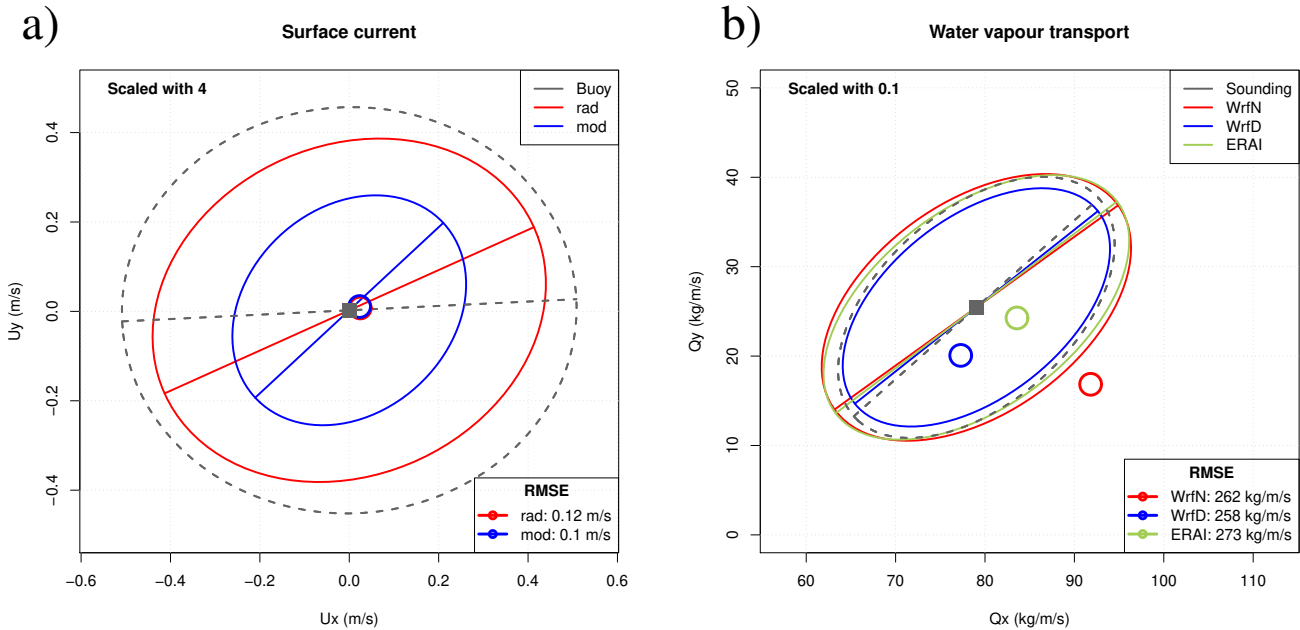 a)
Surface current
Scaled with 4
Buoy
rad
mod
Uy (m/s)
0.4
0.2
0.0
−0.2
−0.4
RMSE
rad: 0.12 m/s
mod: 0.1 m/s
−0.6 −0.4 −0.2 0.0 0.2 0.4 0.6
Ux (m/s)
b)
Water vapour transport
Scaled with 0.1
Sounding
WrfN
WrfD
ERAI
Qy (kg/m/s)
50
40
30
20
10
0
RMSE
WrfN: 262 kg/m/s
WrfD: 258 kg/m/s
ERAI: 273 kg/m/s
60 70 80 90 100 110
Qx (kg/m/s)